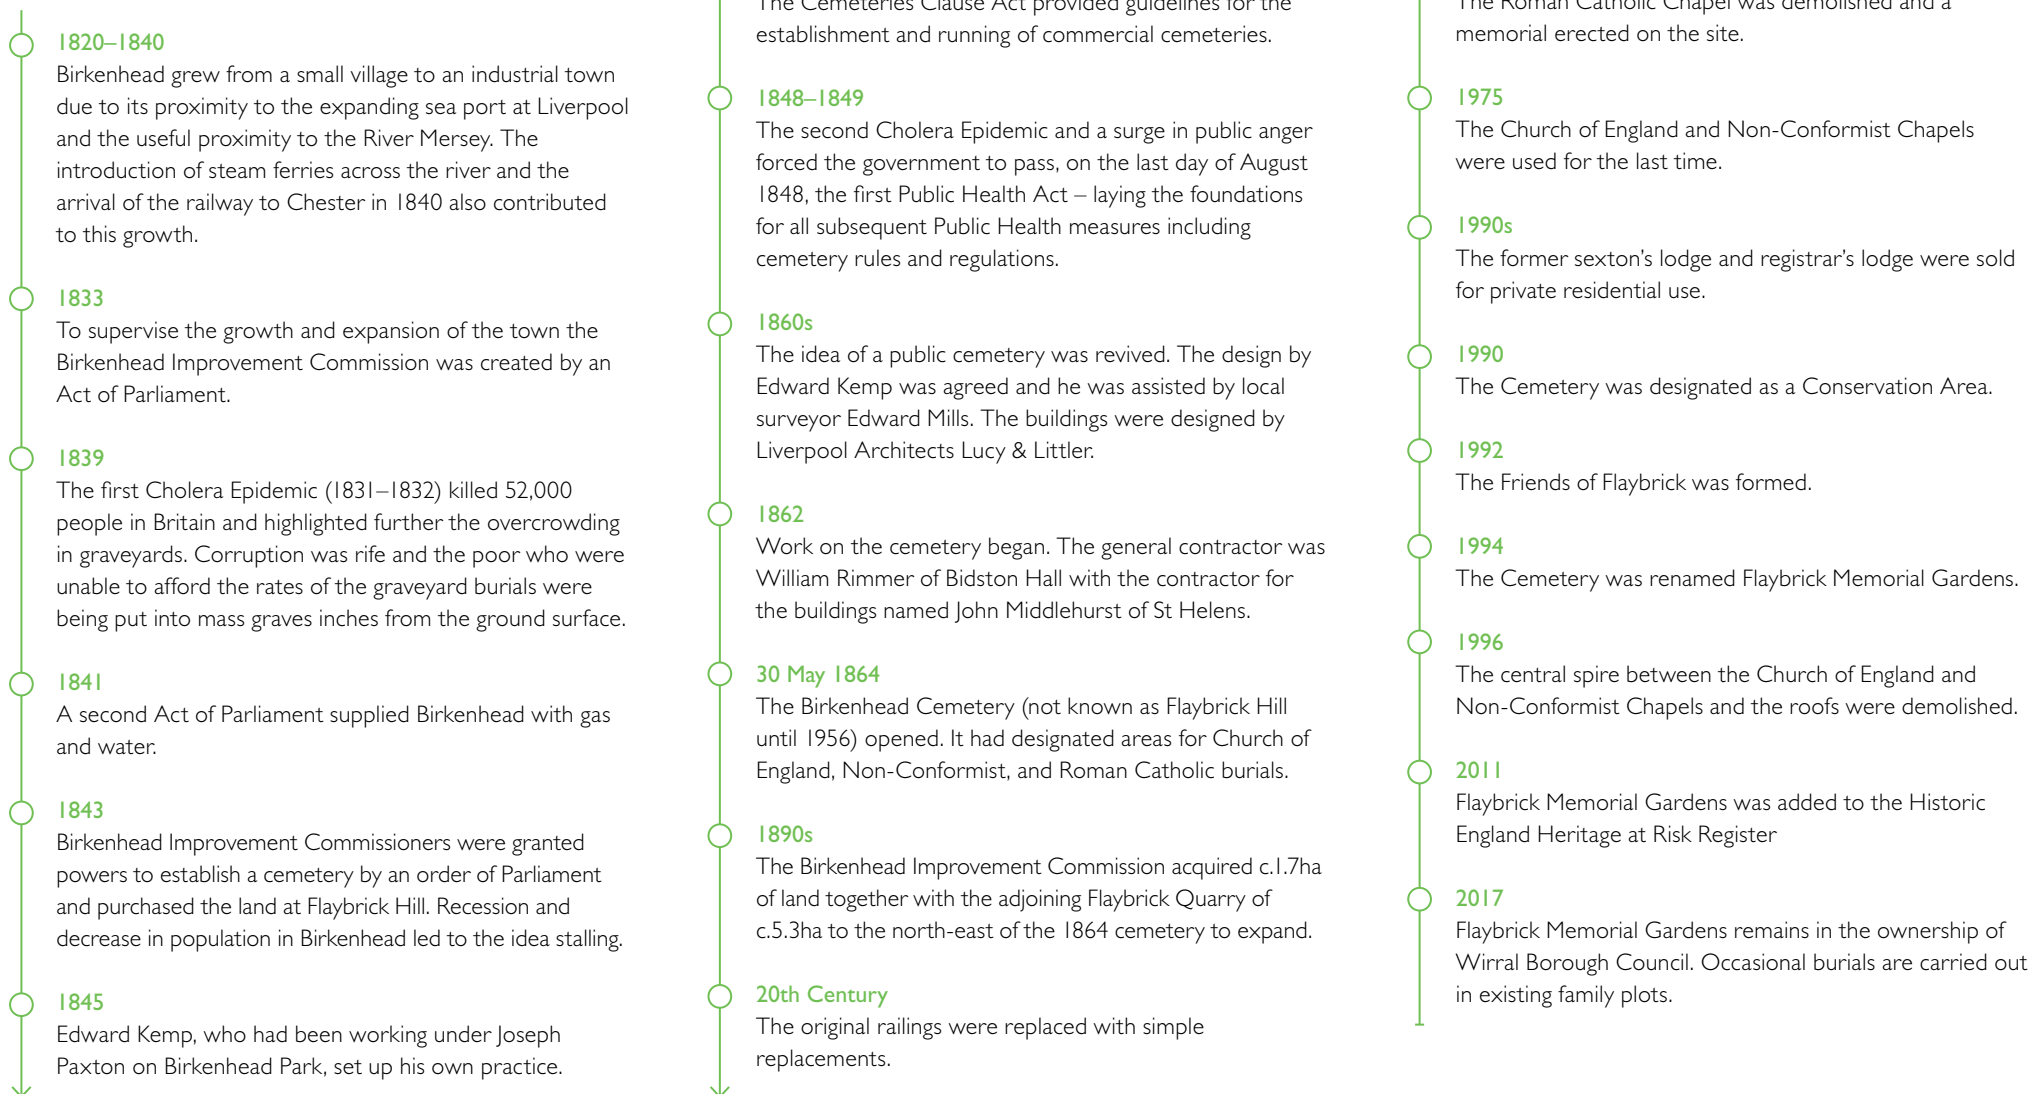 1820–1840
Birkenhead grew from a small village to an industrial town
due to its proximity to the expanding sea port at Liverpool
and the useful proximity to the River Mersey. The
introduction of steam ferries across the river and the
arrival of the railway to Chester in 1840 also contributed
to this growth.
1833
To supervise the growth and expansion of the town the
Birkenhead Improvement Commission was created by an
Act of Parliament.
1839
The first Cholera Epidemic (1831–1832) killed 52,000
people in Britain and highlighted further the overcrowding
in graveyards. Corruption was rife and the poor who were
unable to afford the rates of the graveyard burials were
being put into mass graves inches from the ground surface.
1841
A second Act of Parliament supplied Birkenhead with gas
and water.
1843
Birkenhead Improvement Commissioners were granted
powers to establish a cemetery by an order of Parliament
and purchased the land at Flaybrick Hill. Recession and
decrease in population in Birkenhead led to the idea stalling.
1845
Edward Kemp, who had been working under Joseph
Paxton on Birkenhead Park, set up his own practice.
The Cemeteries Clause Act provided guidelines for the
establishment and running of commercial cemeteries.
1848–1849
The second Cholera Epidemic and a surge in public anger
forced the government to pass, on the last day of August
1848, the first Public Health Act – laying the foundations
for all subsequent Public Health measures including
cemetery rules and regulations.
1860s
The idea of a public cemetery was revived. The design by
Edward Kemp was agreed and he was assisted by local
surveyor Edward Mills. The buildings were designed by
Liverpool Architects Lucy & Littler.
1862
Work on the cemetery began. The general contractor was
William Rimmer of Bidston Hall with the contractor for
the buildings named John Middlehurst of St Helens.
30 May 1864
The Birkenhead Cemetery (not known as Flaybrick Hill
until 1956) opened. It had designated areas for Church of
England, Non-Conformist, and Roman Catholic burials.
1890s
The Birkenhead Improvement Commission acquired c.1.7ha
of land together with the adjoining Flaybrick Quarry of
c.5.3ha to the north-east of the 1864 cemetery to expand.
20th Century
The original railings were replaced with simple
replacements.
The Roman Catholic Chapel was demolished and a
memorial erected on the site.
1975
The Church of England and Non-Conformist Chapels
were used for the last time.
1990s
The former sexton’s lodge and registrar’s lodge were sold
for private residential use.
1990
The Cemetery was designated as a Conservation Area.
1992
The Friends of Flaybrick was formed.
1994
The Cemetery was renamed Flaybrick Memorial Gardens.
1996
The central spire between the Church of England and
Non-Conformist Chapels and the roofs were demolished.
2011
Flaybrick Memorial Gardens was added to the Historic
England Heritage at Risk Register
2017
Flaybrick Memorial Gardens remains in the ownership of
Wirral Borough Council. Occasional burials are carried out
in existing family plots.